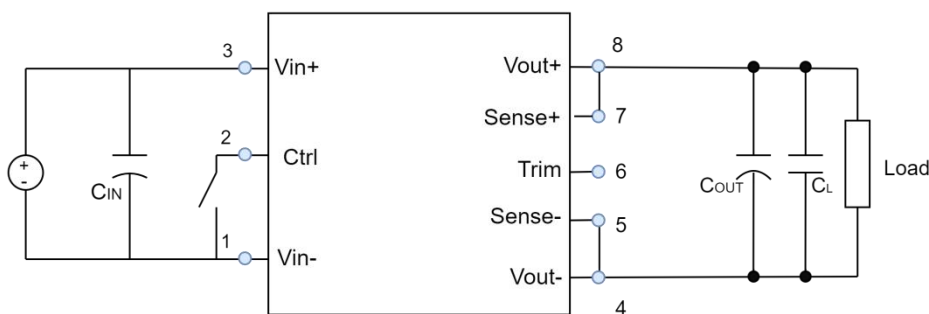 3
Vin+
2
Ctrl
1
Vin-
+
-
CIN
Vout+
8
Sense+
7
Trim
6
Sense-
5
Vout-
4
COUT
CL
Load